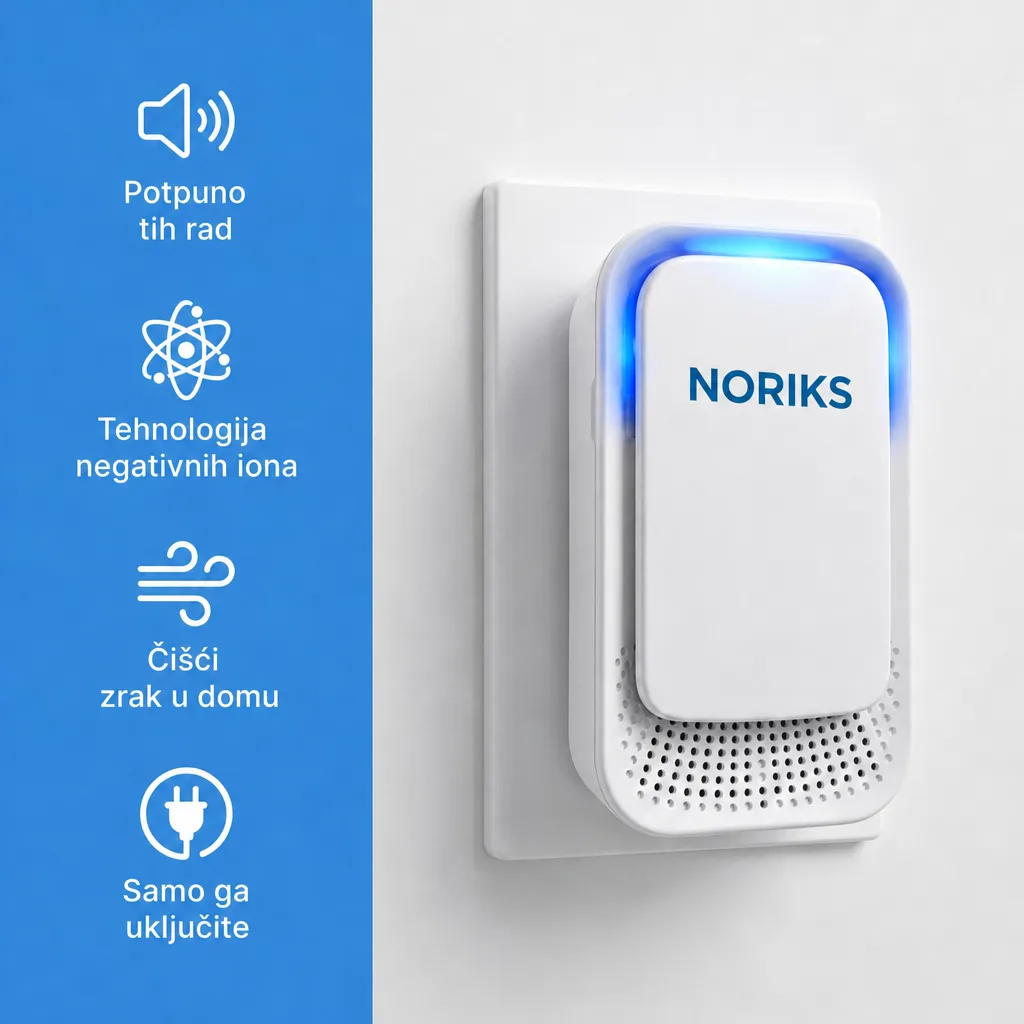 Potpuno
tih rad
Tehnologija
negativnih iona
Čišći
zrak u domu
Samo ga
uključite
NORIKS